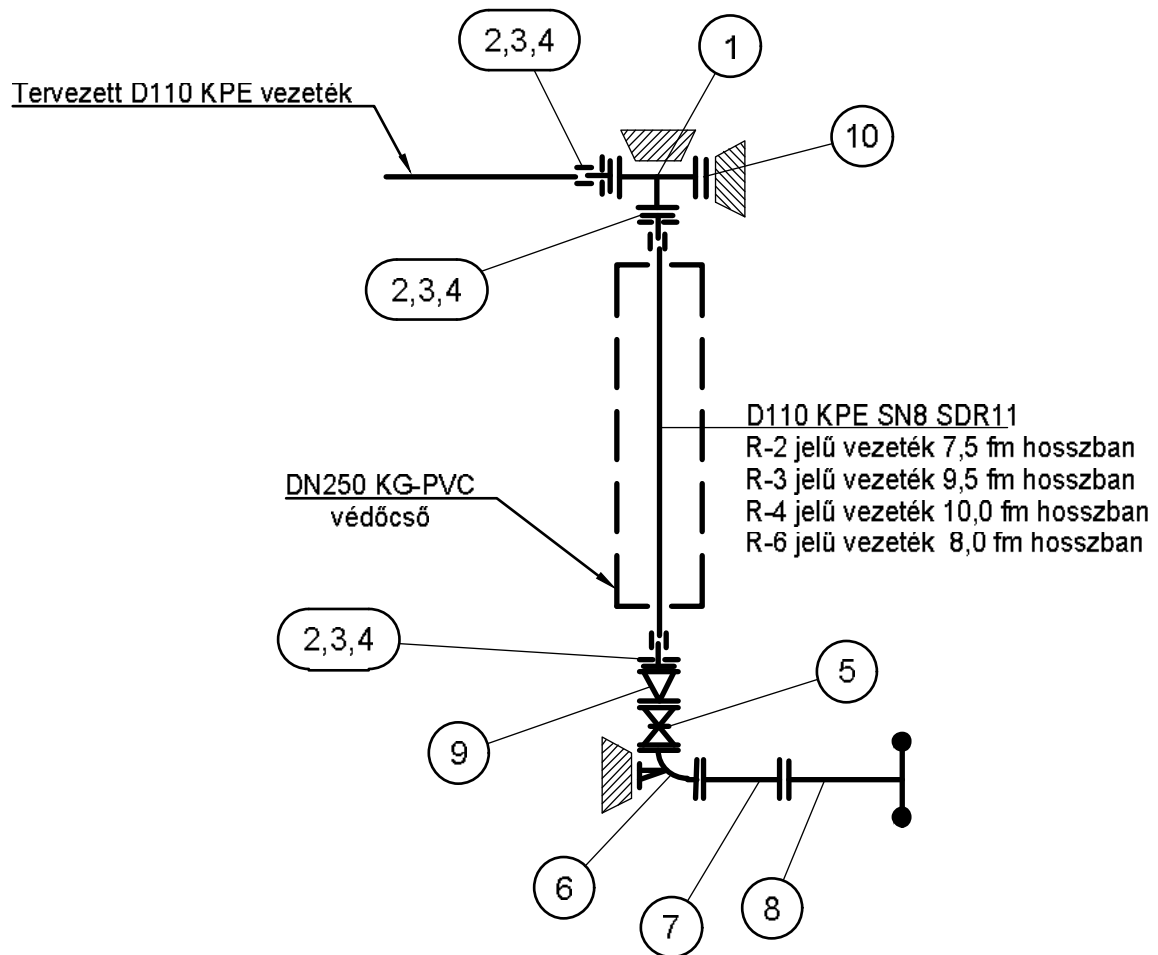 2,3,4
1
Tervezett D110 KPE vezeték
10
2,3,4
D110 KPE SN8 SDR11
R-2 jelű vezeték 7,5 fm hosszban
R-3 jelű vezeték 9,5 fm hosszban
R-4 jelű vezeték 10,0 fm hosszban
R-6 jelü vezeték 8,0 fm hosszban
DN250 KG-PVC
védőcső
2,3,4
5
9
6
7
8